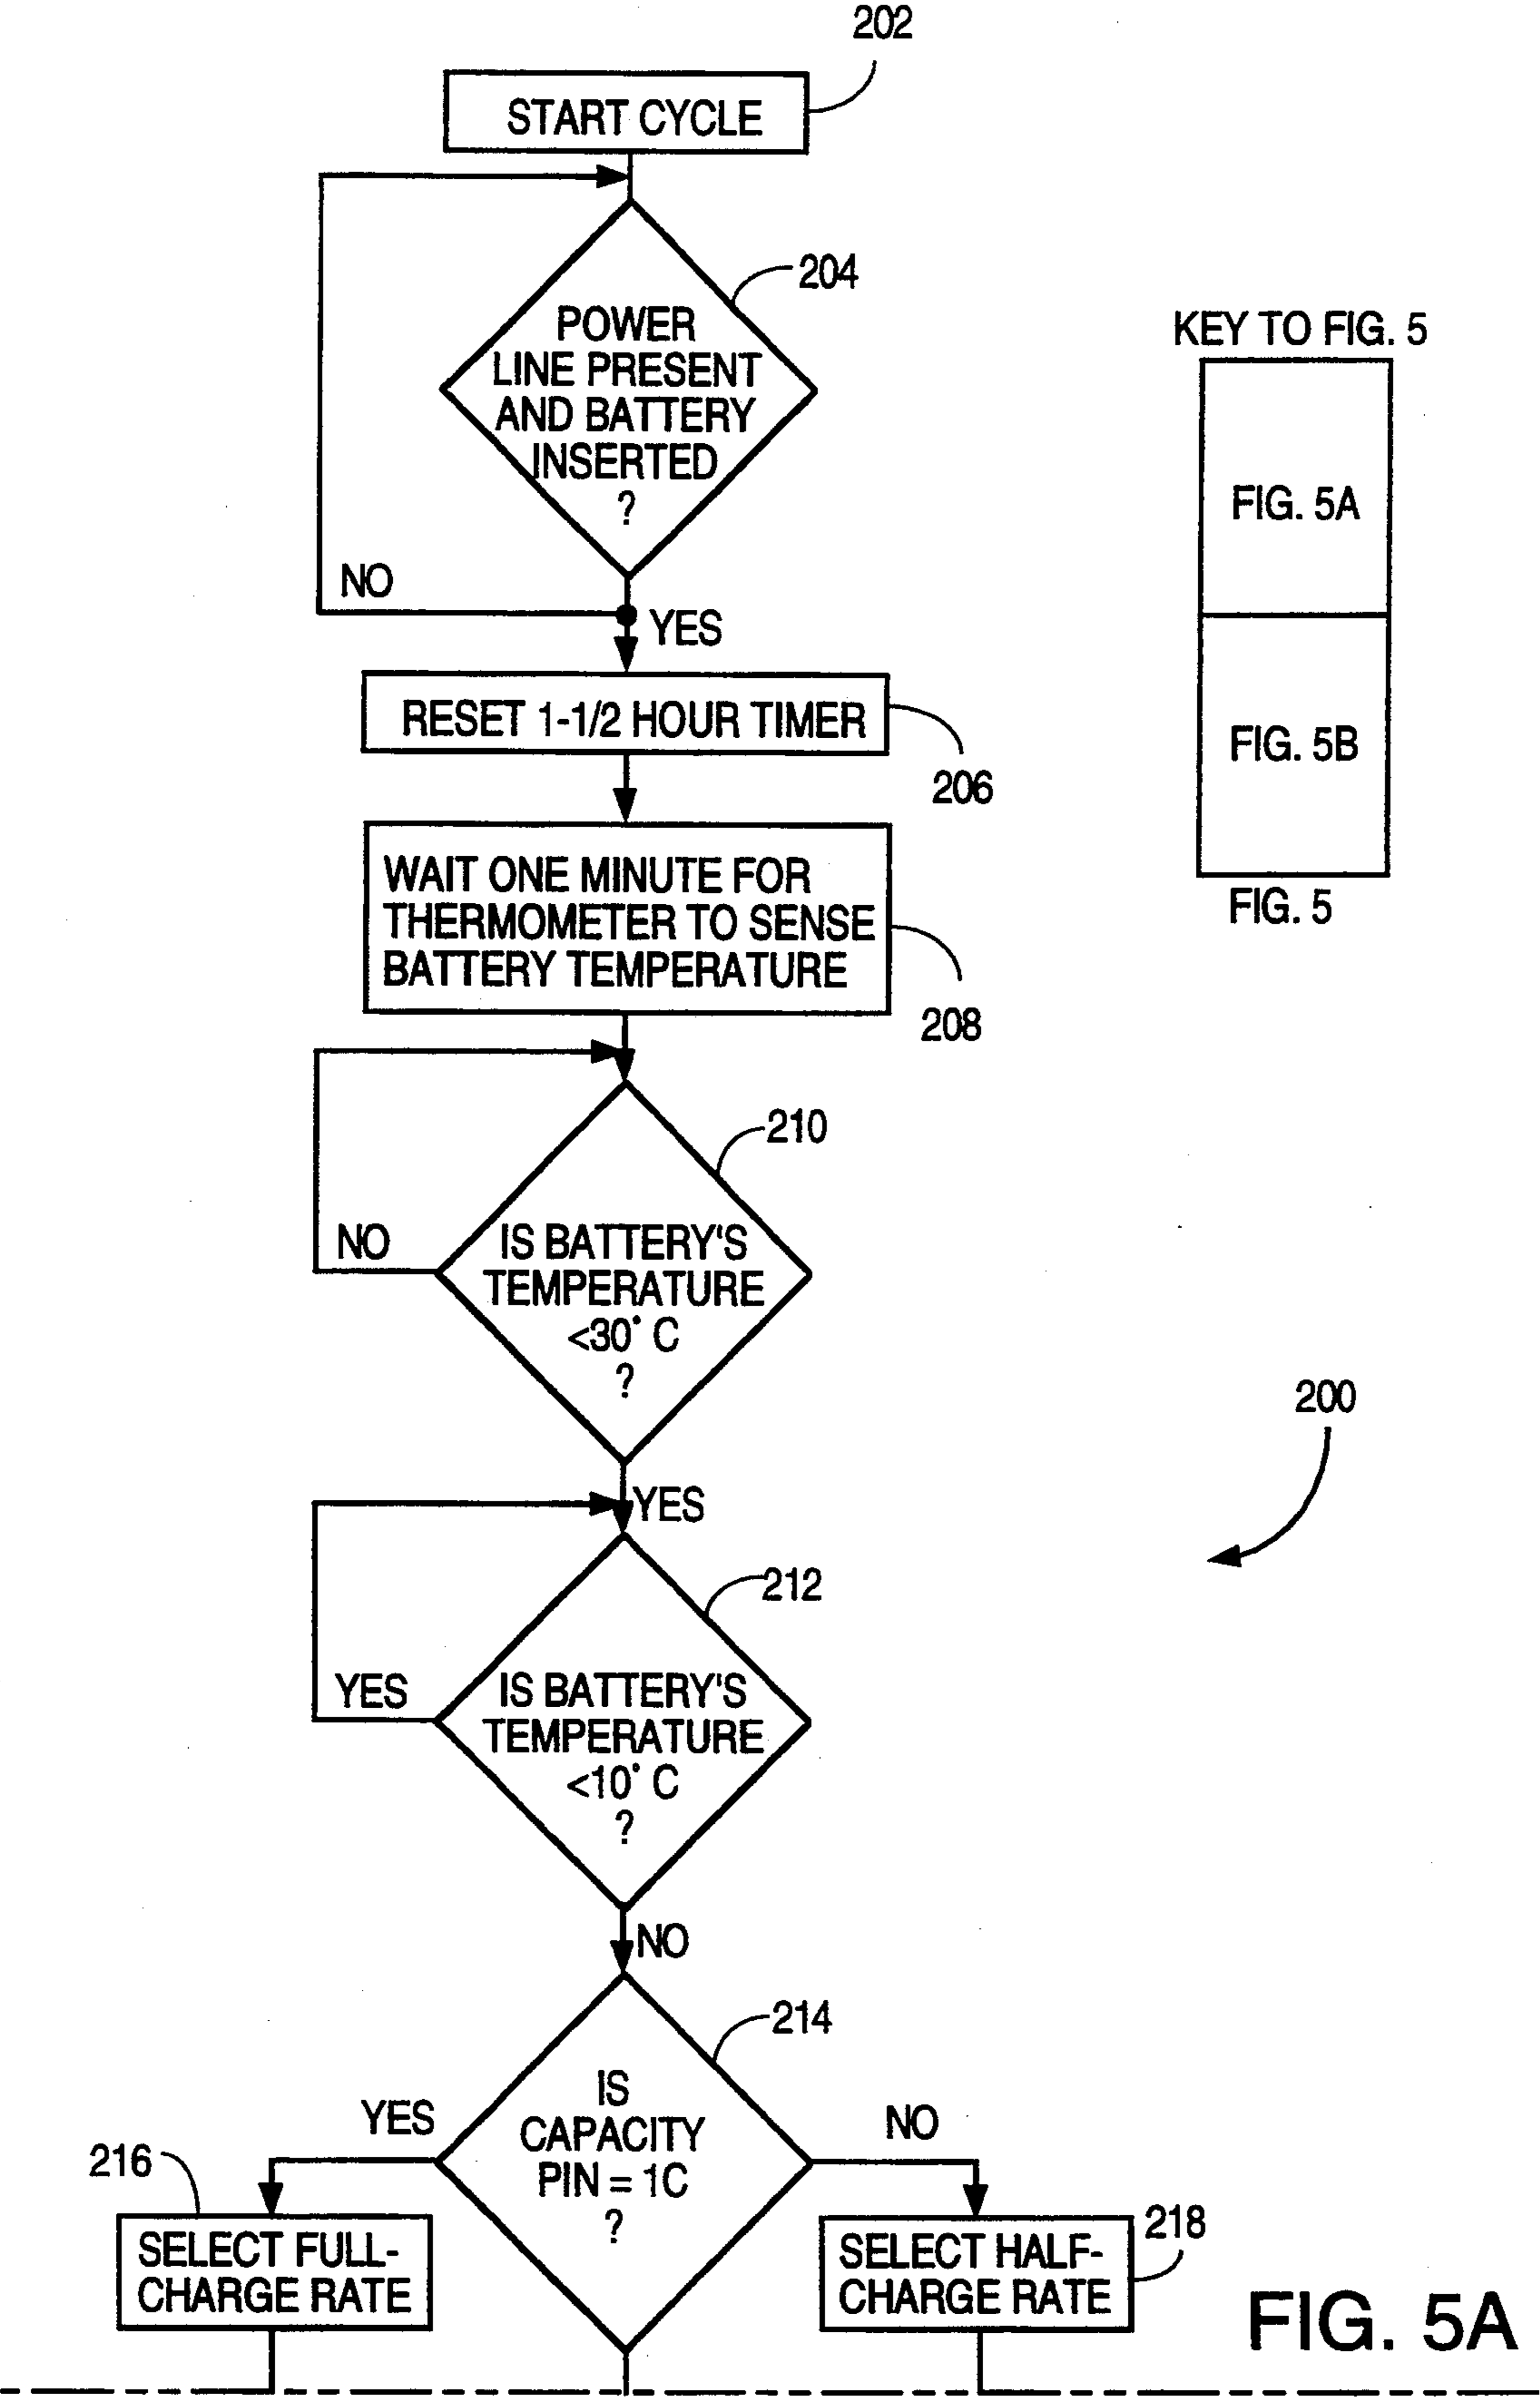 202
START CYCLE
204
POWER
LINE PRESENT
AND BATTERY
INSERTED
?
NO
YES
KEY TO FIG. 5
FIG. 5A
FIG. 5B
FIG. 5
RESET 1-1/2 HOUR TIMER
206
WAIT ONE MINUTE FOR
THERMOMETER TO SENSE
BATTERY TEMPERATURE
208
210
NO
IS BATTERY'S
TEMPERATURE
<30° C
?
200
YES
212
YES
IS BATTERY'S
TEMPERATURE
<10° C
?
NO
214
IS
CAPACITY
PIN = 1C
?
YES
NO
216
SELECT FULL-
CHARGE RATE
218
SELECT HALF-
CHARGE RATE
FIG. 5A